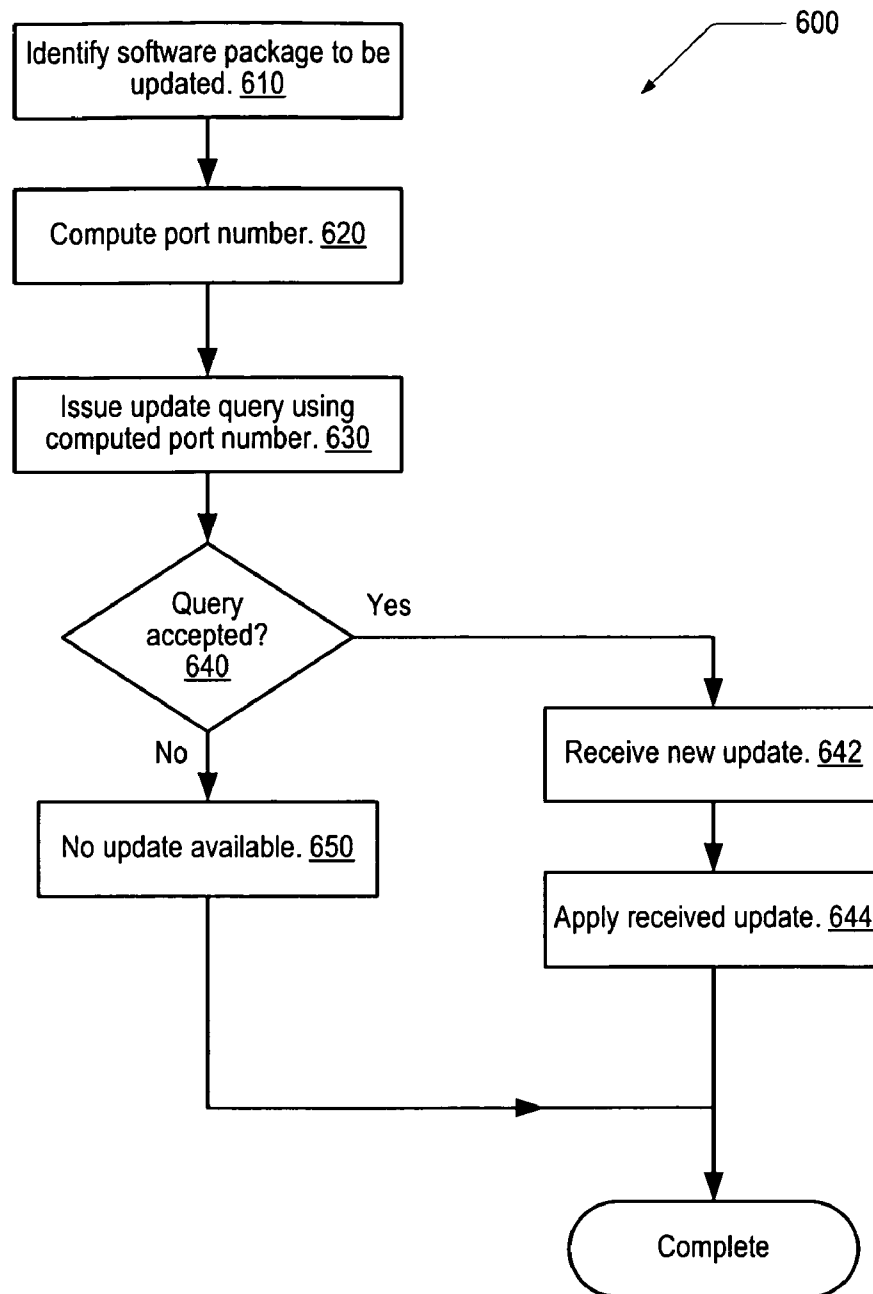 600
Identify software package to be
updated. 610
Compute port number. 620
Issue update query using
computed port number. 630
Query
accepted?
640
Yes
No
Receive new update. 642
No update available. 650
Apply received update. 644
Complete